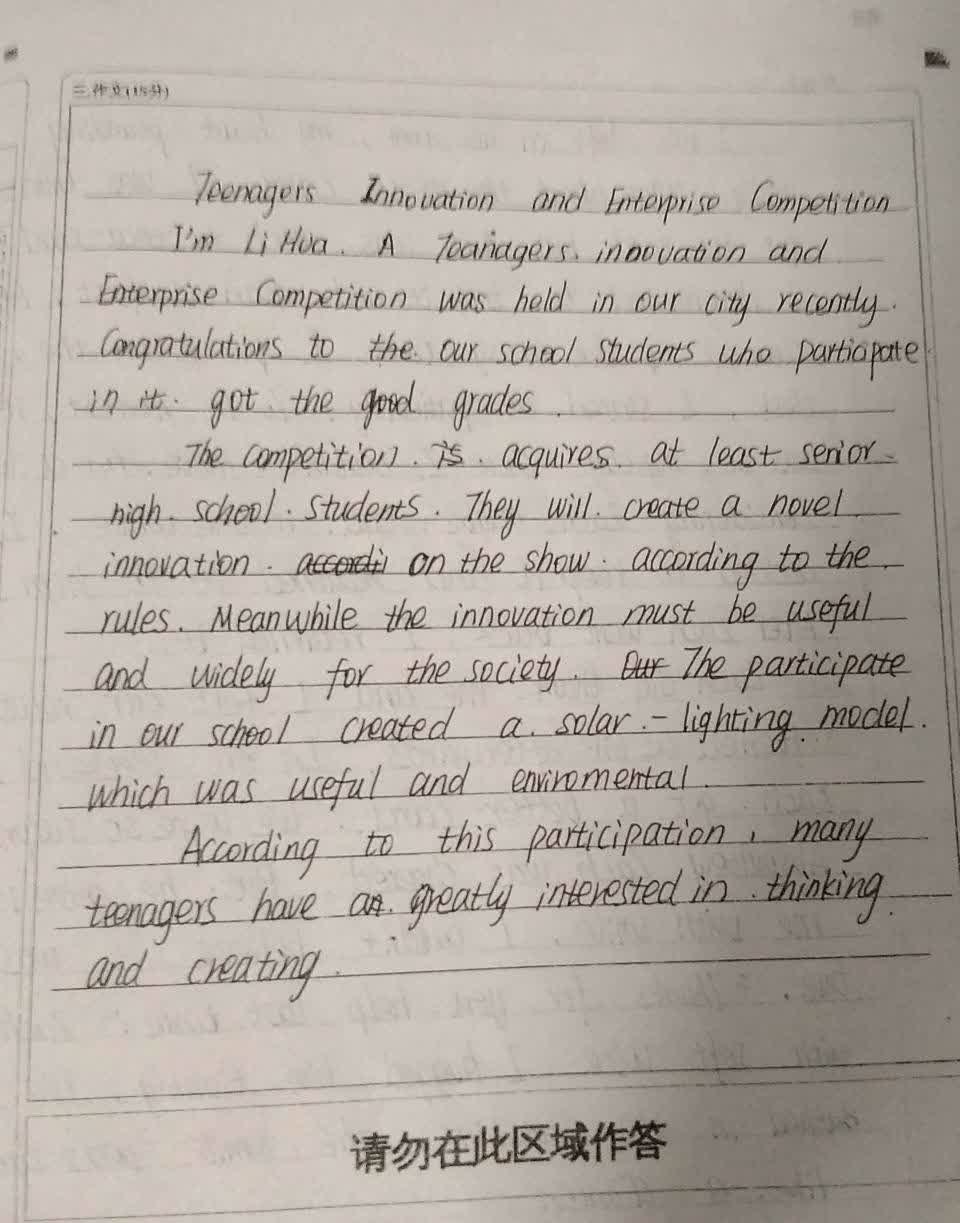 三.作文(15分)
Teenagers Innovation and Enterprise Competition
I'm Li Hua. A Teanagers. inoovation and
Enterprise Competition was held in our city recently.
Congratulations to the our school students who participate
in it. got the good grades.
The competition. is. acquires. at least senior
high. school. students. They will. create a novel
innovation. accordi on the show. according to the
rules. Meanwhile the innovation must be useful
and widely for the society. Our The participate
in our school created a. solar.-lighting model.
which was useful and enviromental.
According to this participation, many
teenagers have an. greatly interested in. thinking
and creating.
请勿在此区域作答